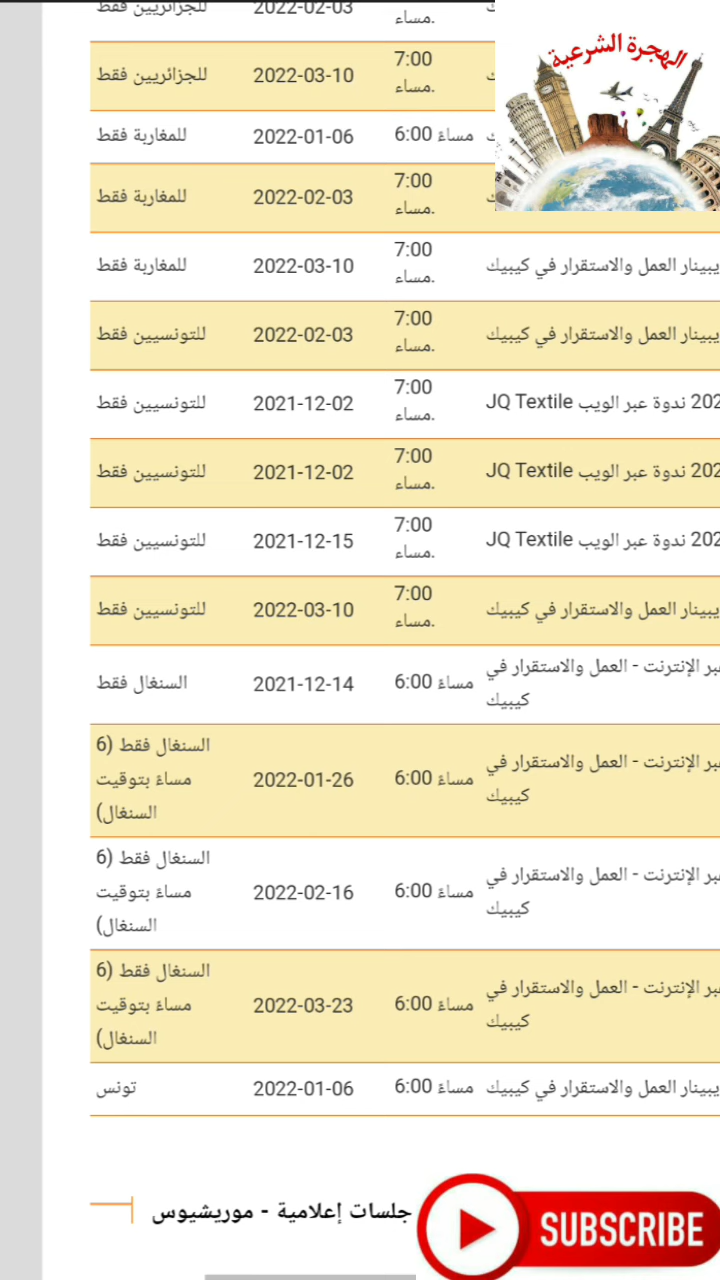 للجزائريين فقط 2022-02-03 مساء.
الهجرة الشرعية
للجزائريين فقط 2022-03-10 7:00 مساء.
للمغاربة فقط 2022-01-06 6:00 مساءً
للمغاربة فقط 2022-02-03 7:00 مساء.
للمغاربة فقط 2022-03-10 7:00 مساء. العمل والاستقرار في كيبيك
للتونسيين فقط 2022-02-03 7:00 مساء. العمل والاستقرار في كيبيك
للتونسيين فقط 2021-12-02 7:00 مساء. ندوة عبر الويب JQ Textile
للتونسيين فقط 2021-12-02 7:00 مساء. ندوة عبر الويب JQ Textile
للتونسيين فقط 2021-12-15 7:00 مساء. ندوة عبر الويب JQ Textile
للتونسيين فقط 2022-03-10 7:00 مساء. العمل والاستقرار في كيبيك
السنغال فقط 2021-12-14 6:00 مساءً الإنترنت - العمل والاستقرار في
كيبيك
السنغال فقط (6
مساءً بتوقيت 2022-01-26 6:00 مساءً الإنترنت - العمل والاستقرار في
السنغال) كيبيك
السنغال فقط (6
مساءً بتوقيت 2022-02-16 6:00 مساءً الإنترنت - العمل والاستقرار في
السنغال) كيبيك
السنغال فقط (6
مساءً بتوقيت 2022-03-23 6:00 مساءً الإنترنت - العمل والاستقرار في
السنغال) كيبيك
تونس 2022-01-06 6:00 مساءً العمل والاستقرار في كيبيك
جلسات إعلامية - موريشيوس
SUBSCRIBE